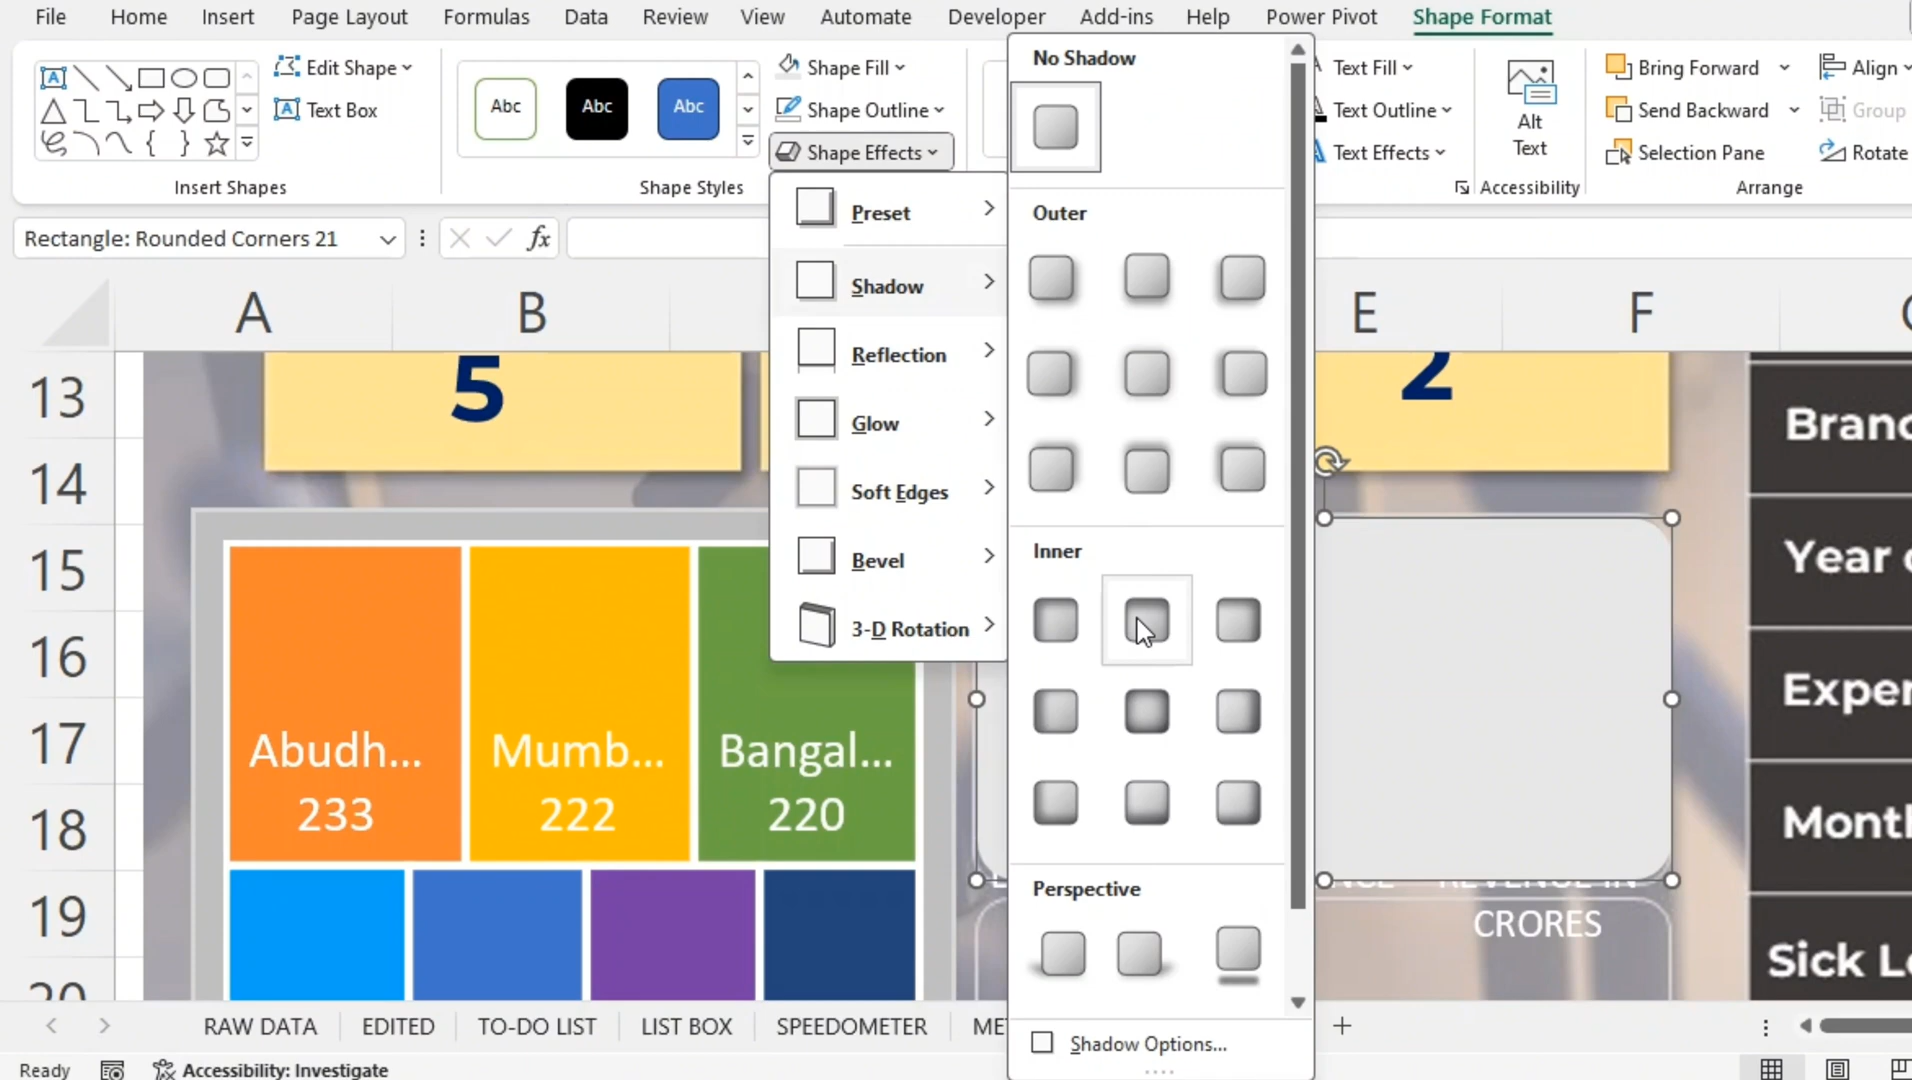 File Home Insert Page Layout Formulas Data Review View Automate Developer Add-ins Help Power Pivot Shape Format
Edit Shape
Text Box
Insert Shapes
Abc Abc Abc
Shape Styles
Shape Fill
Shape Outline
Shape Effects
Text Fill
Text Outline
Text Effects
Alt
Text
Accessibility
Bring Forward
Send Backward
Selection Pane
Align
Group
Rotate
Arrange
Rectangle: Rounded Corners 21
fx
Preset
Shadow
Reflection
Glow
Soft Edges
Bevel
3-D Rotation
No Shadow
Outer
Inner
Perspective
Shadow Options...
A B E F
13
14
15
16
17
18
19
20
5
2
Abudh...
233
Mumb...
222
Bangal...
220
REVENUE IN
CRORES
Year
Sick
RAW DATA EDITED TO-DO LIST LIST BOX SPEEDOMETER
Ready
Accessibility: Investigate